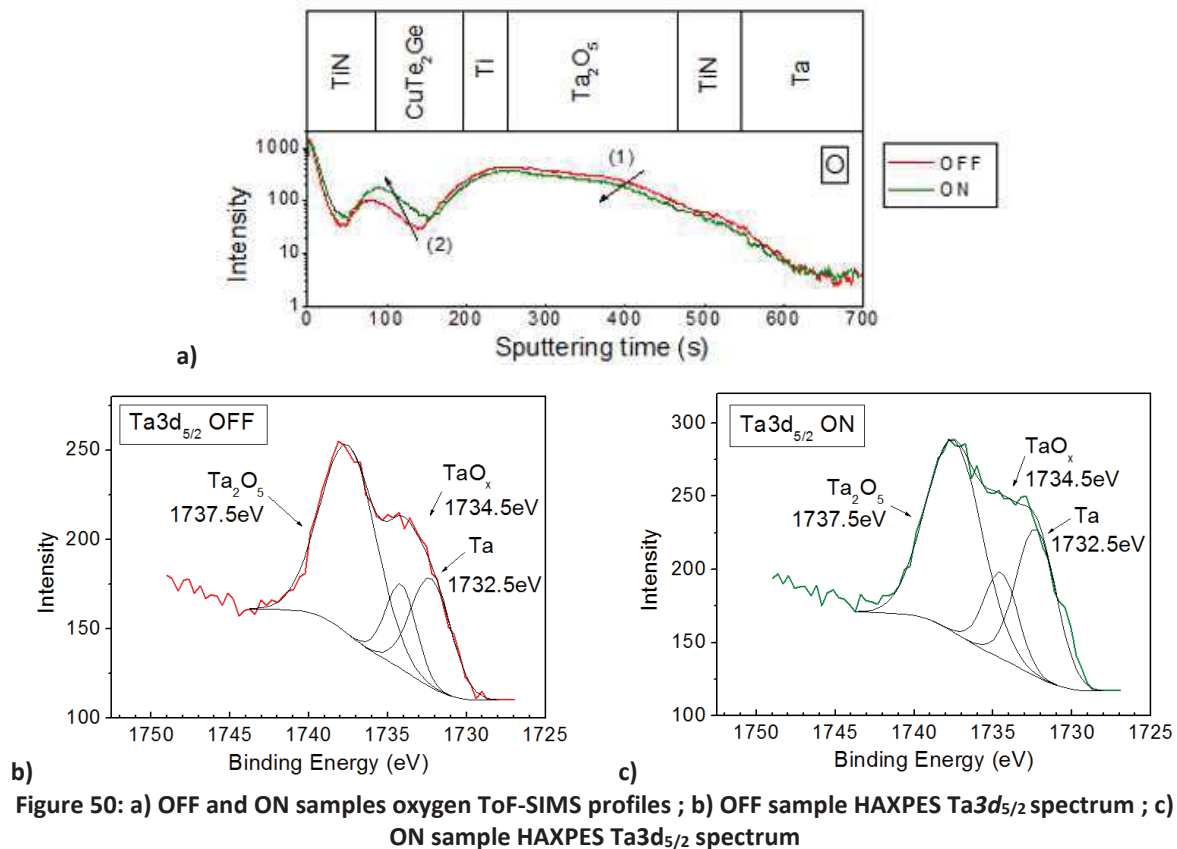 TiN
CuTe2Ge
Ti
Ta2O5
TiN
Ta
1000
100
10
1
Intensity
(1)
(2)
O
OFF
ON
0 100 200 300 400 500 600 700
Sputtering time (s)
a)
Ta3d5/2 OFF
250
200
150
100
Intensity
Ta2O5
1737.5eV
TaOx
1734.5eV
Ta
1732.5eV
1750 1745 1740 1735 1730 1725
Binding Energy (eV)
b)
Ta3d5/2 ON
300
250
200
150
100
Intensity
Ta2O5
1737.5eV
TaOx
1734.5eV
Ta
1732.5eV
1750 1745 1740 1735 1730 1725
Binding Energy (eV)
c)
Figure 50: a) OFF and ON samples oxygen ToF-SIMS profiles ; b) OFF sample HAXPES Ta3d5/2 spectrum ; c)
ON sample HAXPES Ta3d5/2 spectrum